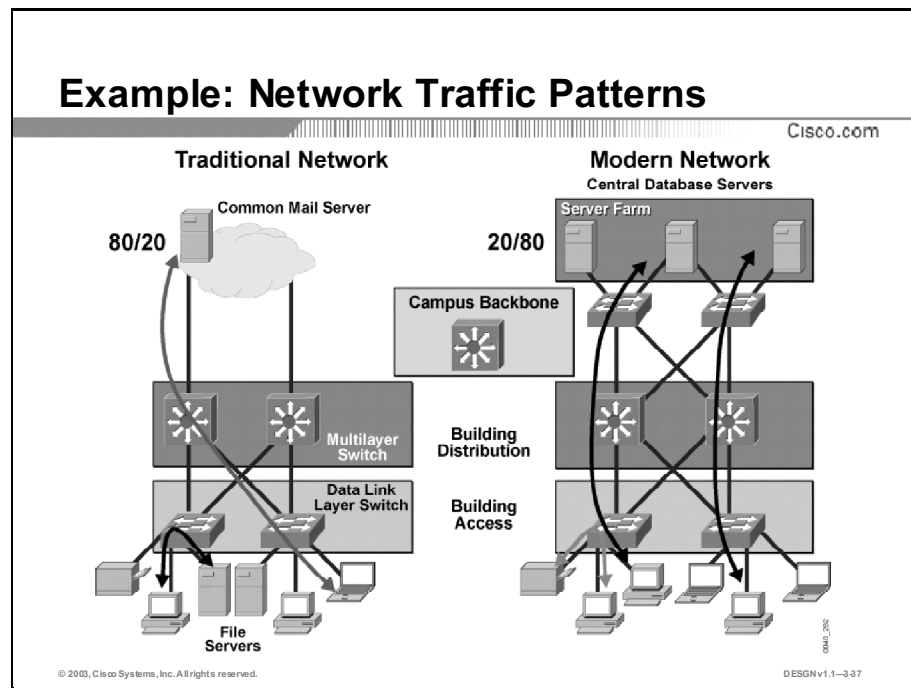 Example: Network Traffic Patterns
Cisco.com
Traditional Network
Modern Network
Central Database Servers
Common Mail Server
Server Farm
80/20
20/80
Campus Backbone
Multilayer
Switch
Building
Distribution
Data Link
Layer Switch
Building
Access
File
Servers
0040_292
© 2003, Cisco Systems, Inc. All rights reserved.
DESGN v1.1—3-37